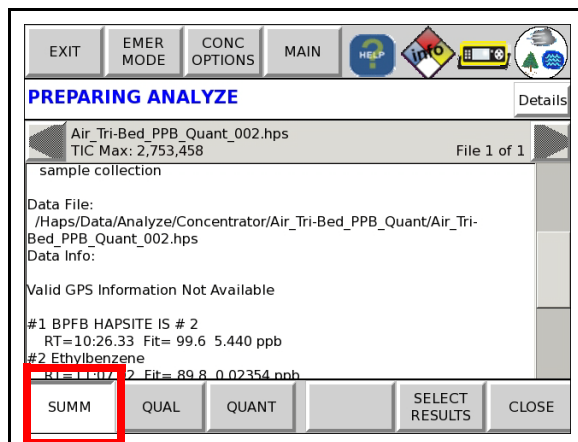 EXIT
EMER
MODE
CONC
OPTIONS
MAIN
HELP
info
PREPARING ANALYZE
Details
Air_Tri-Bed_PPB_Quant_002.hps
TIC Max: 2,753,458
File 1 of 1
sample collection
Data File:
/Haps/Data/Analyze/Concentrator/Air_Tri-Bed_PPB_Quant/Air_Tri-
Bed_PPB_Quant_002.hps
Data Info:
Valid GPS Information Not Available
#1 BPFB HAPSITE IS # 2
RT=10:26.33 Fit= 99.6 5.440 ppb
#2 Ethylbenzene
Fit= 89.8 0.02354 ppb
SUMM
QUAL
QUANT
SELECT
RESULTS
CLOSE